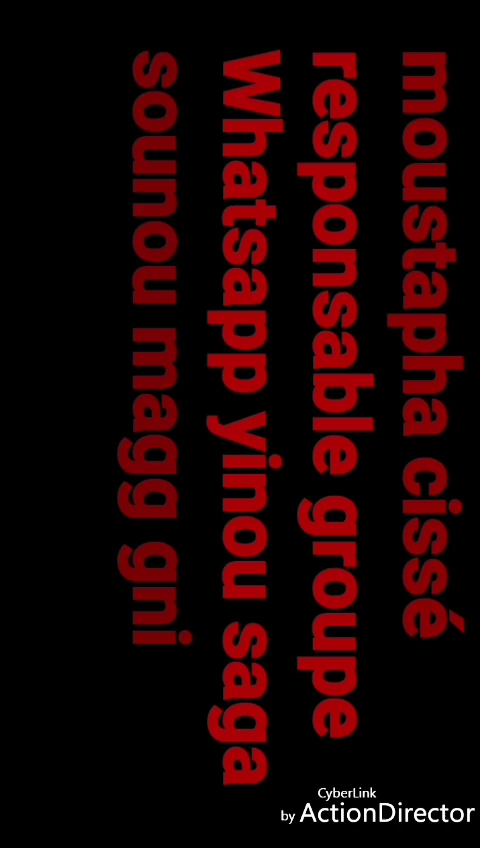 moustapha cissé
responsable groupe
Whatsapp yinou saga
sounou magg gni
CyberLink
by ActionDirector